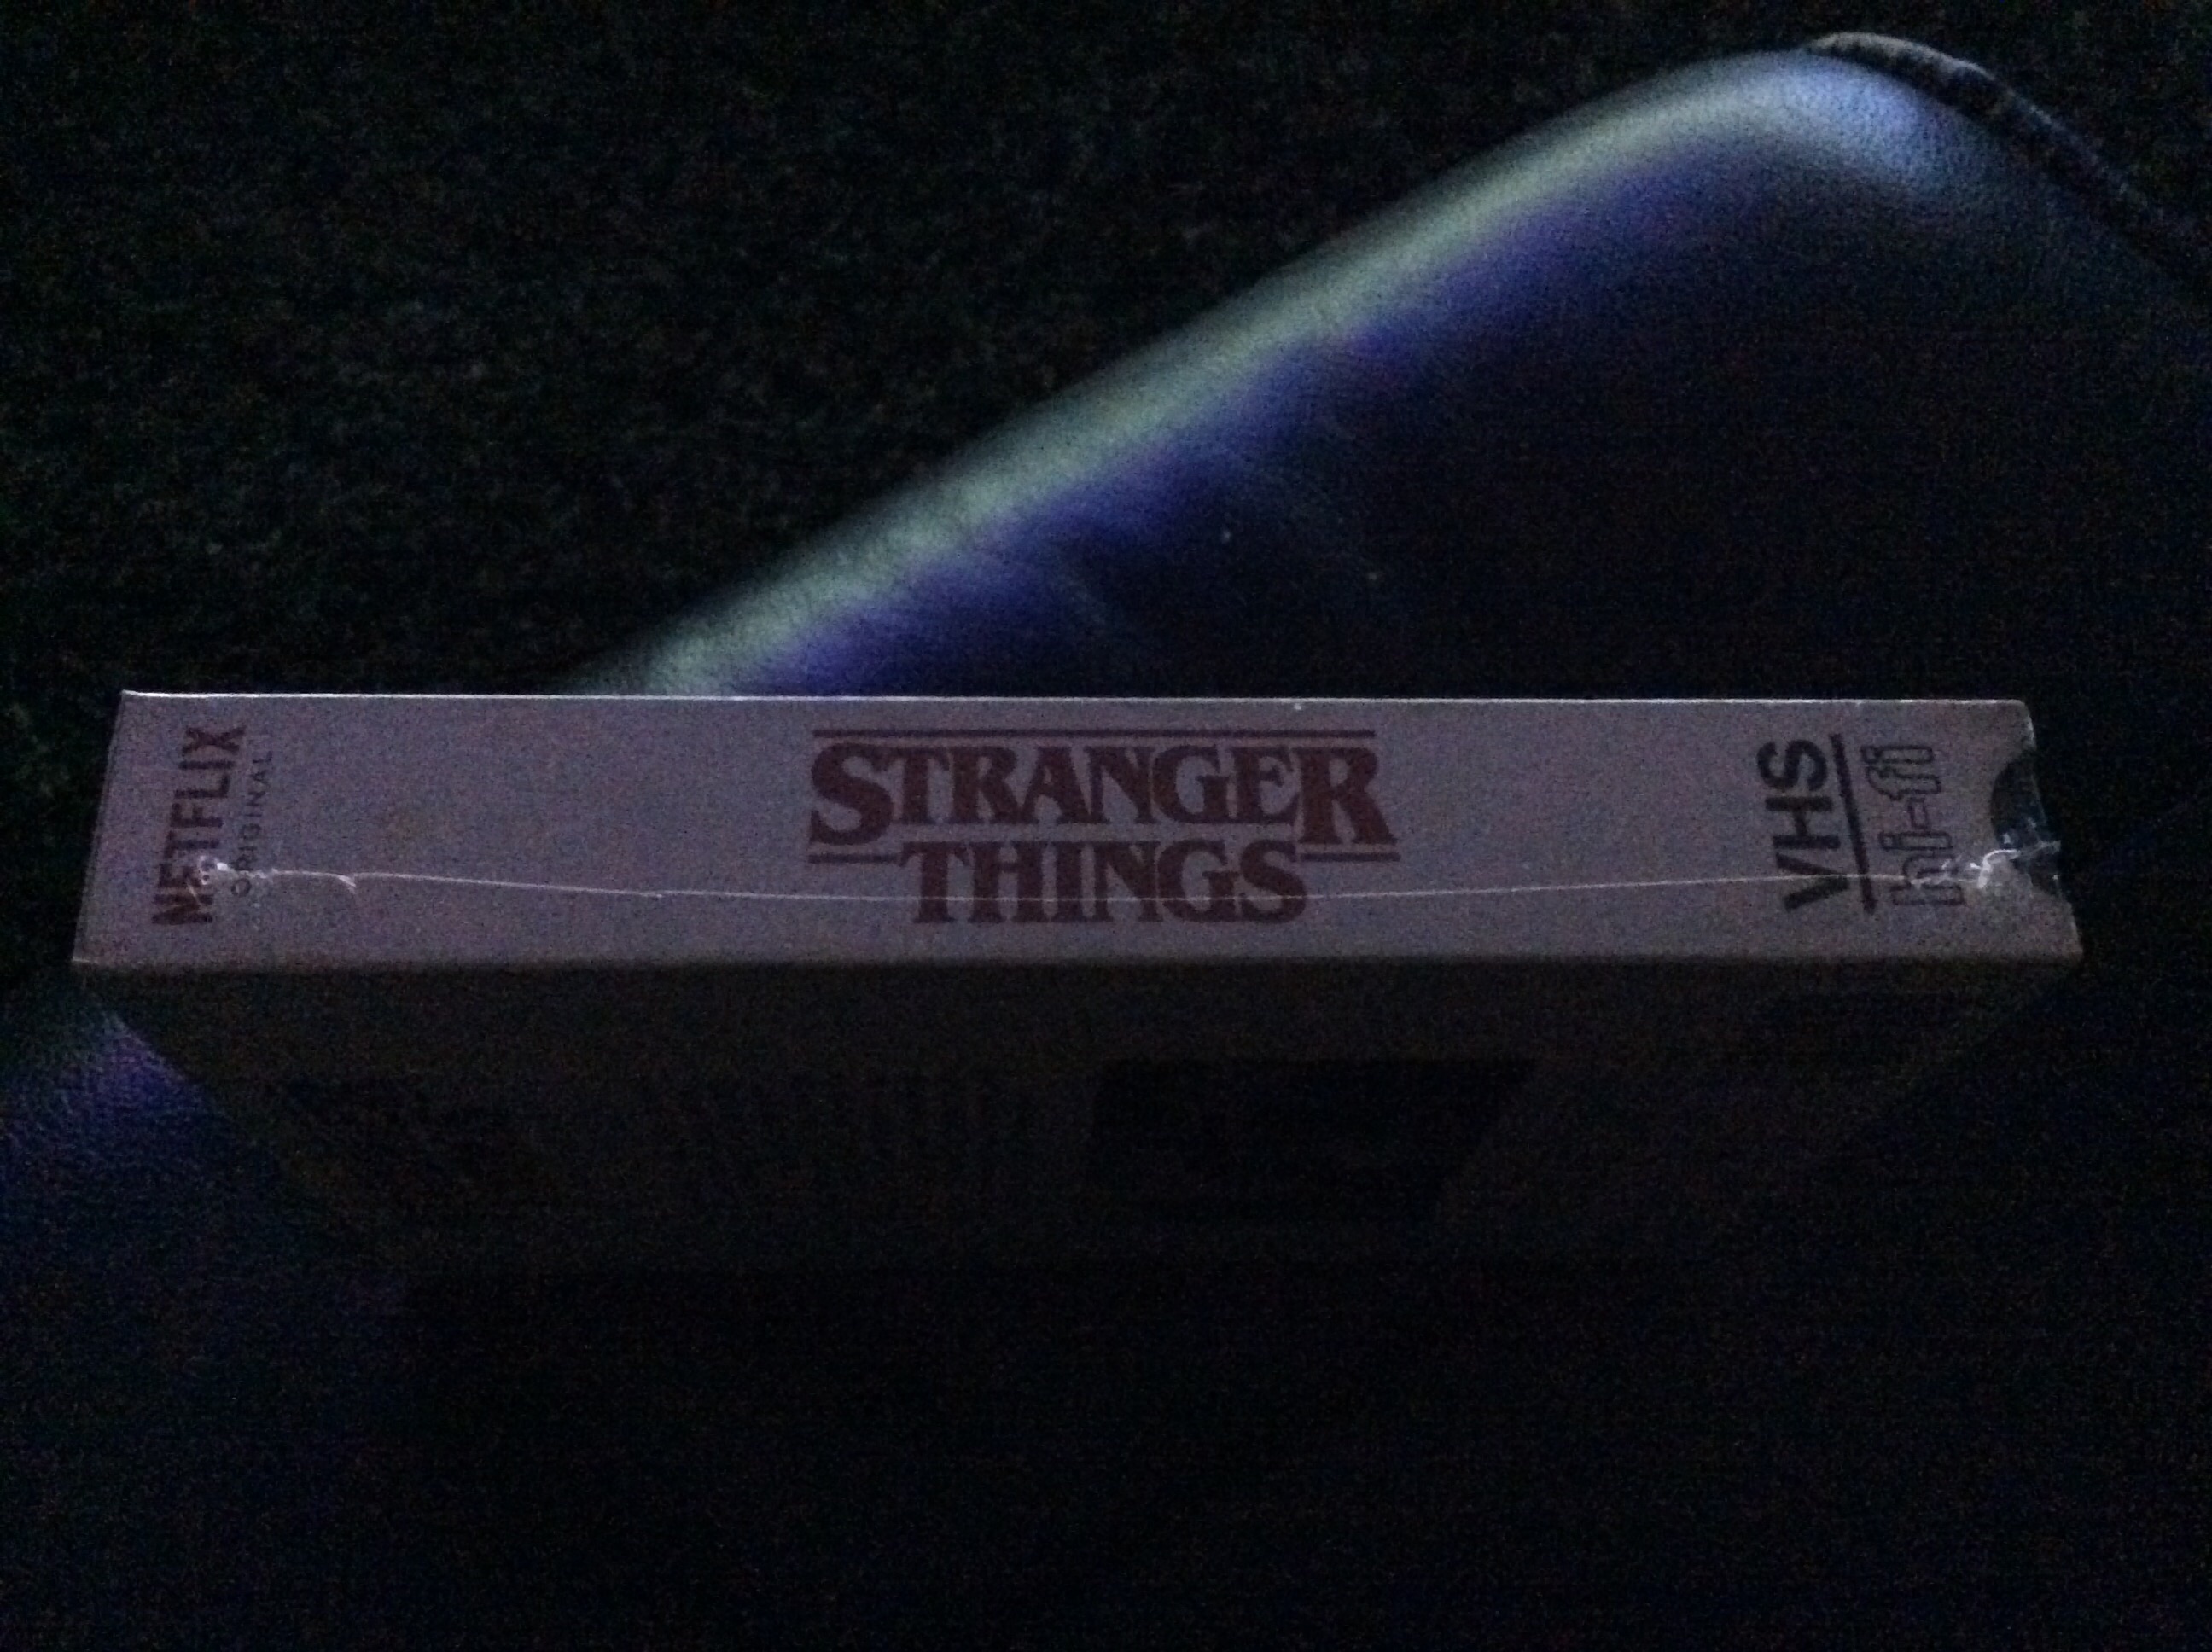 NETFLIX
ORIGINAL
STRANGER
THINGS
VHS
hi-fi